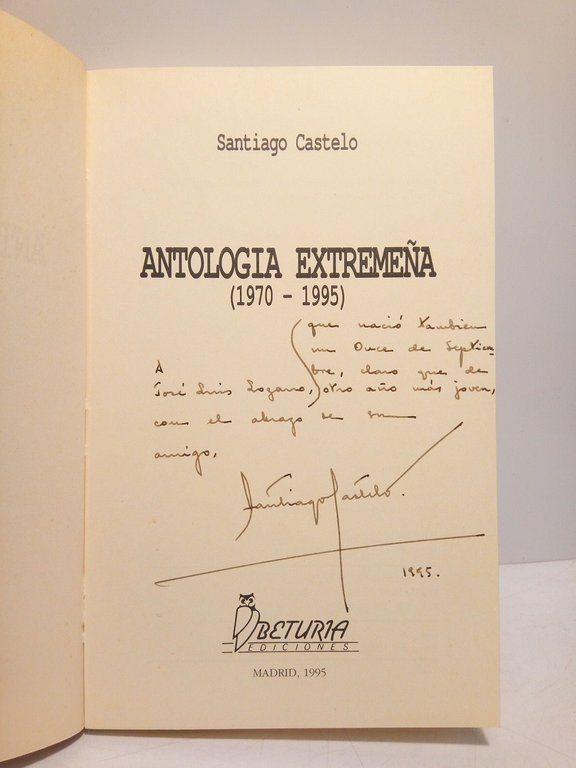 Santiago Castelo
ANTOLOGIA EXTREMEÑA
(1970 - 1995)
que nació también
un Once de Septiem-
bre, claro que de
A
José Luis Lozano, otro año más joven,
con el abrazo de su
amigo,
Santiago Castelo.
1995.
BETURIA
EDICIONES
MADRID, 1995